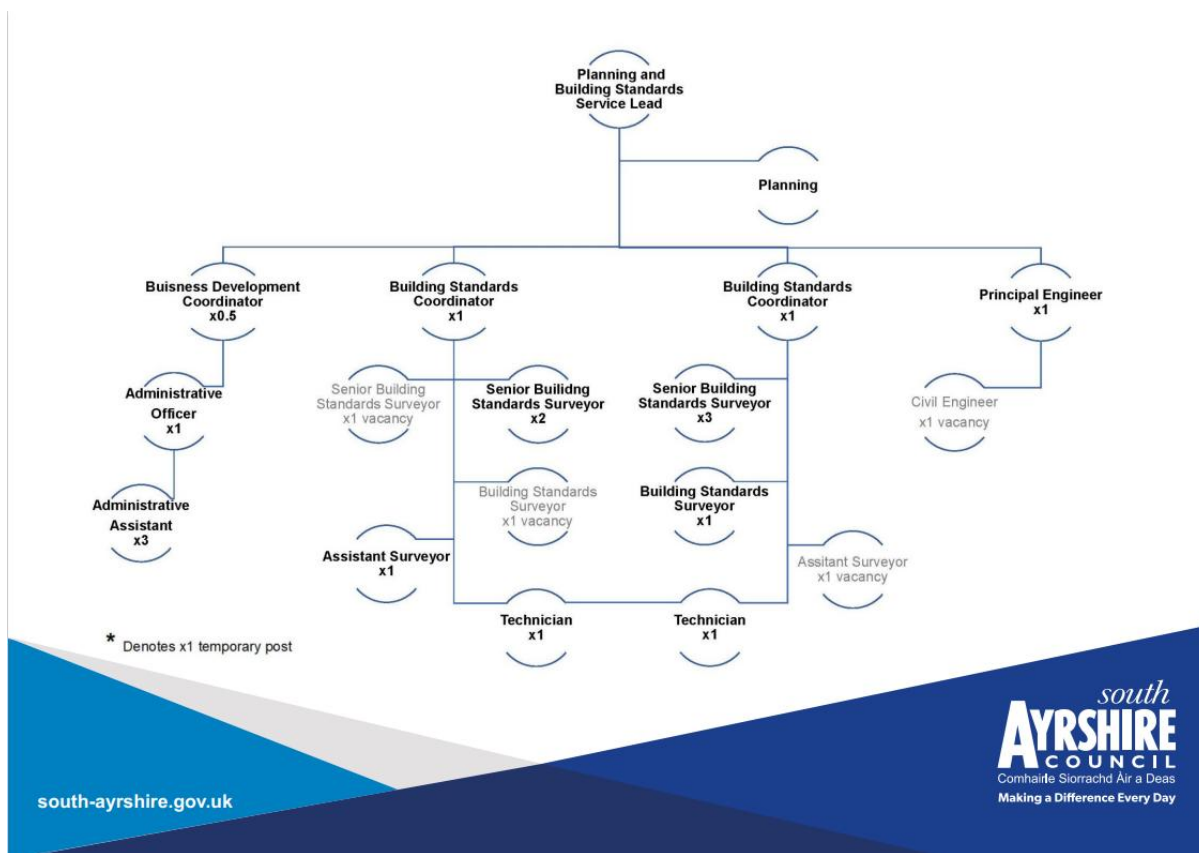 Planning and
Building Standards
Service Lead
Planning
Buisness Development
Coordinator
x0.5
Building Standards
Coordinator
x1
Building Standards
Coordinator
x1
Principal Engineer
x1
Administrative
Officer
x1
Senior Building
Standards Surveyor
x1 vacancy
Senior Builidng
Standards Surveyor
x2
Senior Building
Standards Surveyor
x3
Civil Engineer
x1 vacancy
Administrative
Assistant
x3
Building Standards
Surveyor
x1 vacancy
Building Standards
Surveyor
x1
Assistant Surveyor
x1
Assitant Surveyor
x1 vacancy
Technician
x1
Technician
x1
* Denotes x1 temporary post
south-ayrshire.gov.uk
south
AYRSHIRE
COUNCIL
Comhairle Siorrachd Àir a Deas
Making a Difference Every Day